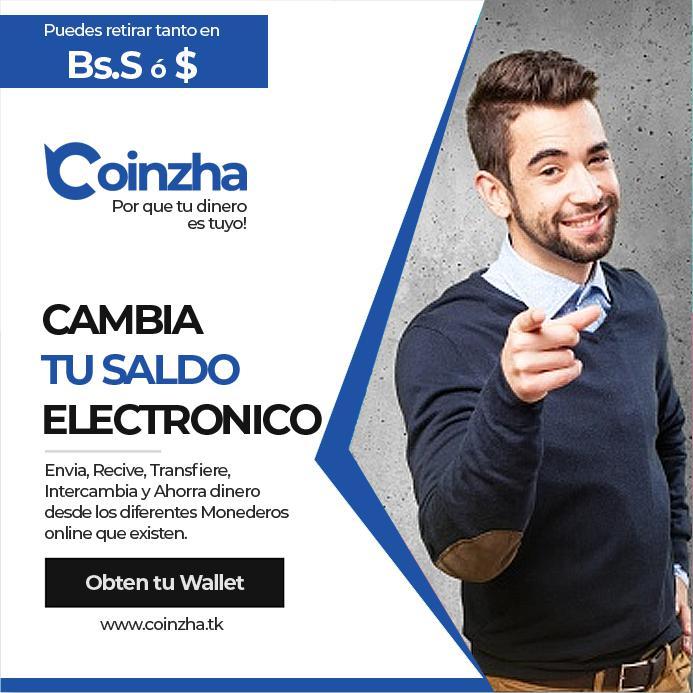 Puedes retirar tanto en
Bs.S ó $
Coinzha
Por que tu dinero
es tuyo!
CAMBIA
TU SALDO
ELECTRONICO
Envia, Recive, Transfiere,
Intercambia y Ahorra dinero
desde los diferentes Monederos
online que existen.
Obten tu Wallet
www.coinzha.tk